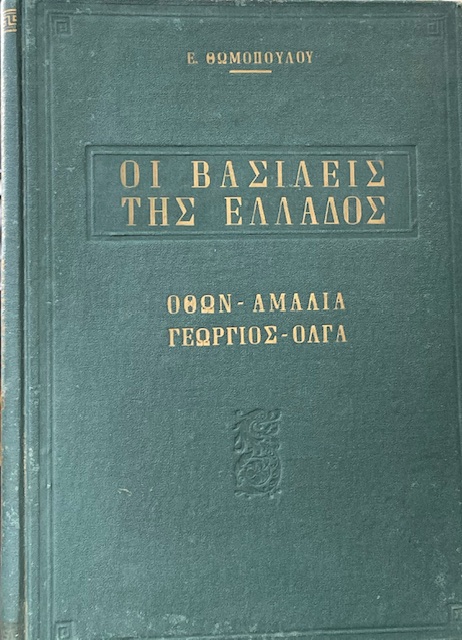 Ε. ΘΩΜΟΠΟΥΛΟΥ
ΟΙ ΒΑΣΙΛΕΙΣ
ΤΗΣ ΕΛΛΑΔΟΣ
ΟΘΩΝ - ΑΜΑΛΙΑ
ΓΕΩΡΓΙΟΣ - ΟΛΓΑ